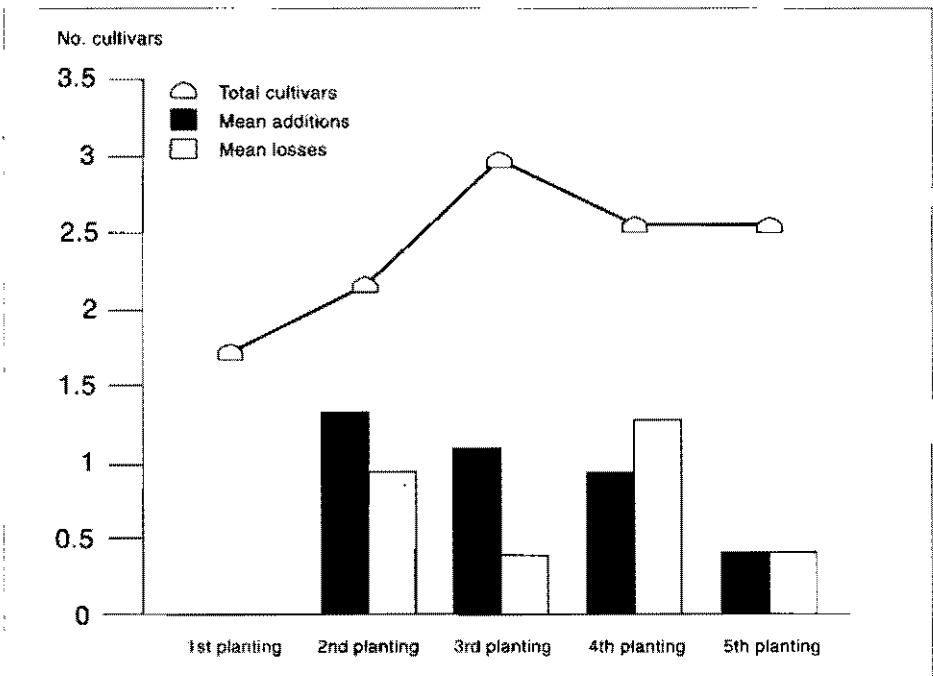 No. cultivars
3.5
3
2.5
2
1.5
1
0.5
0
Total cultivars
Mean additions
Mean losses
1st planting 2nd planting 3rd planting 4th planting 5th planting